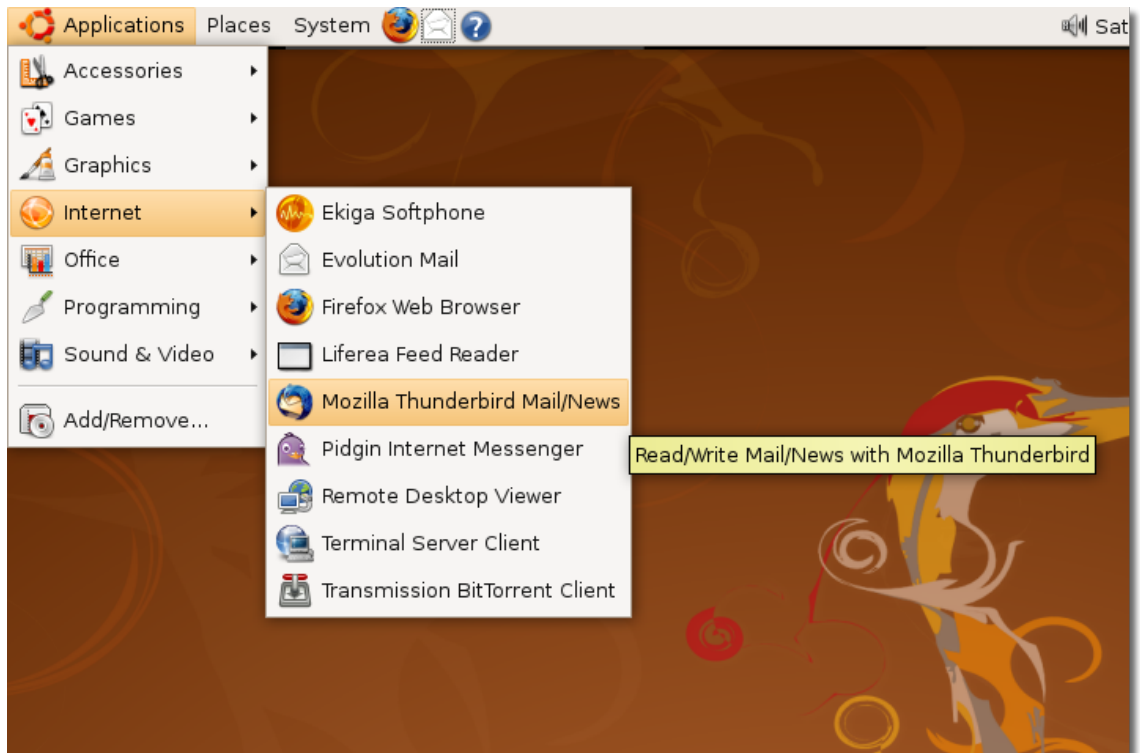 Applications Places System Sat
Accessories
Games
Graphics
Internet
Office
Programming
Sound & Video
Add/Remove...
Ekiga Softphone
Evolution Mail
Firefox Web Browser
Liferea Feed Reader
Mozilla Thunderbird Mail/News
Pidgin Internet Messenger
Remote Desktop Viewer
Terminal Server Client
Transmission BitTorrent Client
Read/Write Mail/News with Mozilla Thunderbird